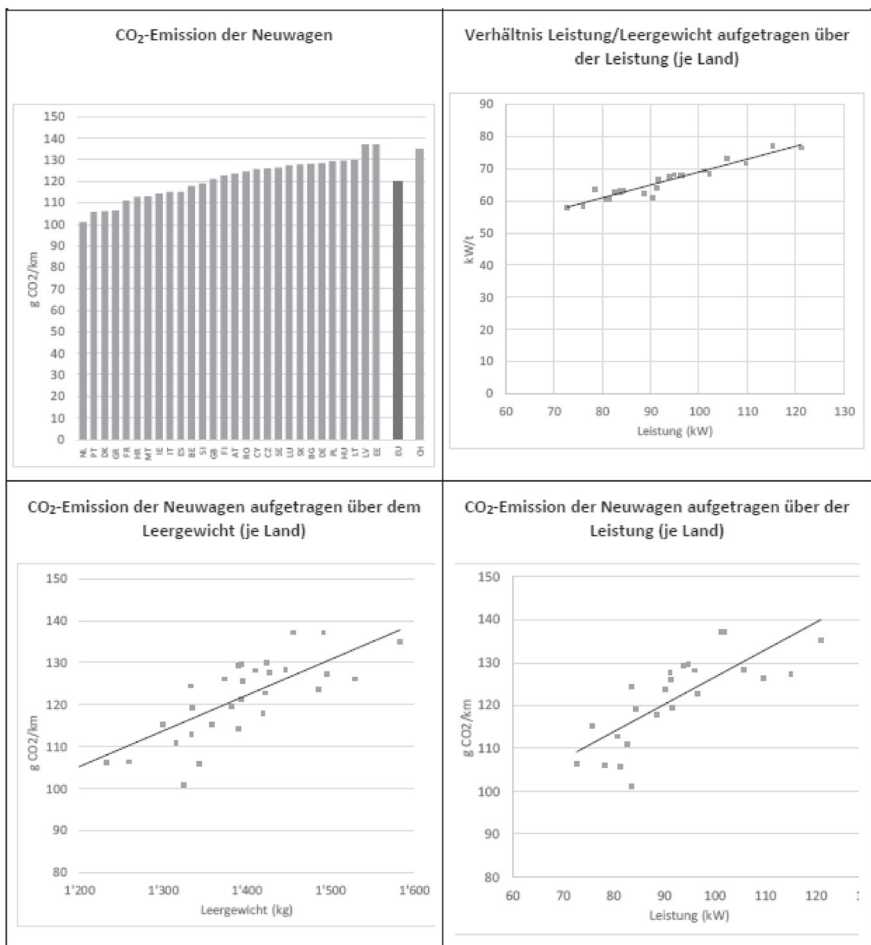 CO₂-Emission der Neuwagen
150
140
130
120
110
100
90
80
70
60
50
40
30
20
10
0
g CO2/km
NL PT DK GR FR HR MT IE IT ES BE SI GB FI AT RO CY CZ SE LU SK BG DE PL HU LT LV EE EU CH
Verhältnis Leistung/Leergewicht aufgetragen über
der Leistung (je Land)
90
80
70
60
50
40
30
20
10
0
kW/t
60 70 80 90 100 110 120 130
Leistung (kW)
CO₂-Emission der Neuwagen aufgetragen über dem
Leergewicht (je Land)
150
140
130
120
110
100
90
80
g CO2/km
1'200 1'300 1'400 1'500 1'600
Leergewicht (kg)
CO₂-Emission der Neuwagen aufgetragen über der
Leistung (je Land)
150
140
130
120
110
100
90
80
g CO2/km
60 70 80 90 100 110 120
Leistung (kW)